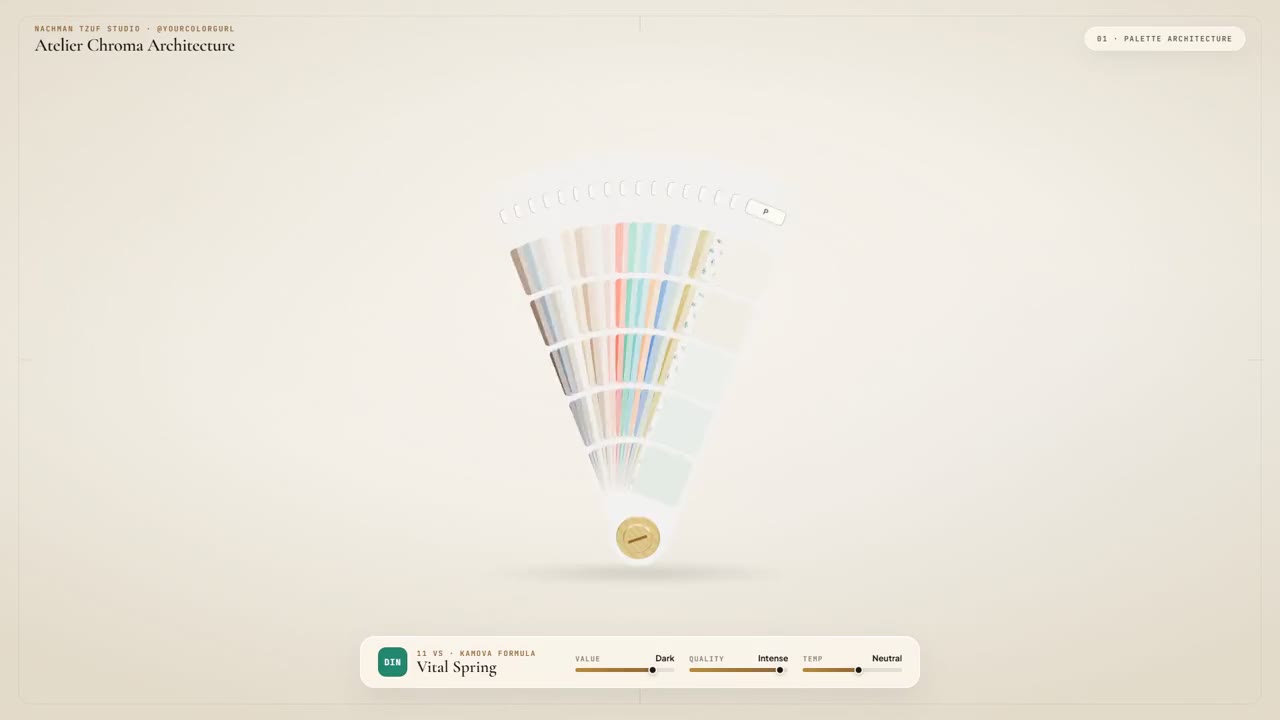 NACHMAN TZUF STUDIO · @YOURCOLORGURL
Atelier Chroma Architecture
01 · PALETTE ARCHITECTURE
P
DIN
11 VS · KAMOVA FORMULA
Vital Spring
VALUE Dark
QUALITY Intense
TEMP Neutral